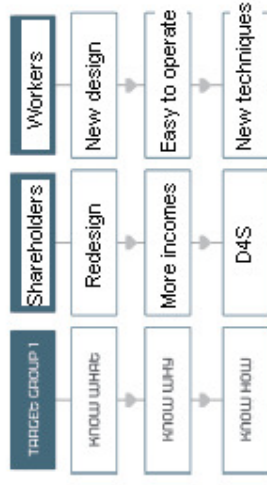 TARGET GROUP 1
KNOW WHAT
KNOW WHY
KNOW HOW
Shareholders
Redesign
More incomes
D4S
Workers
New design
Easy to operate
New techniques